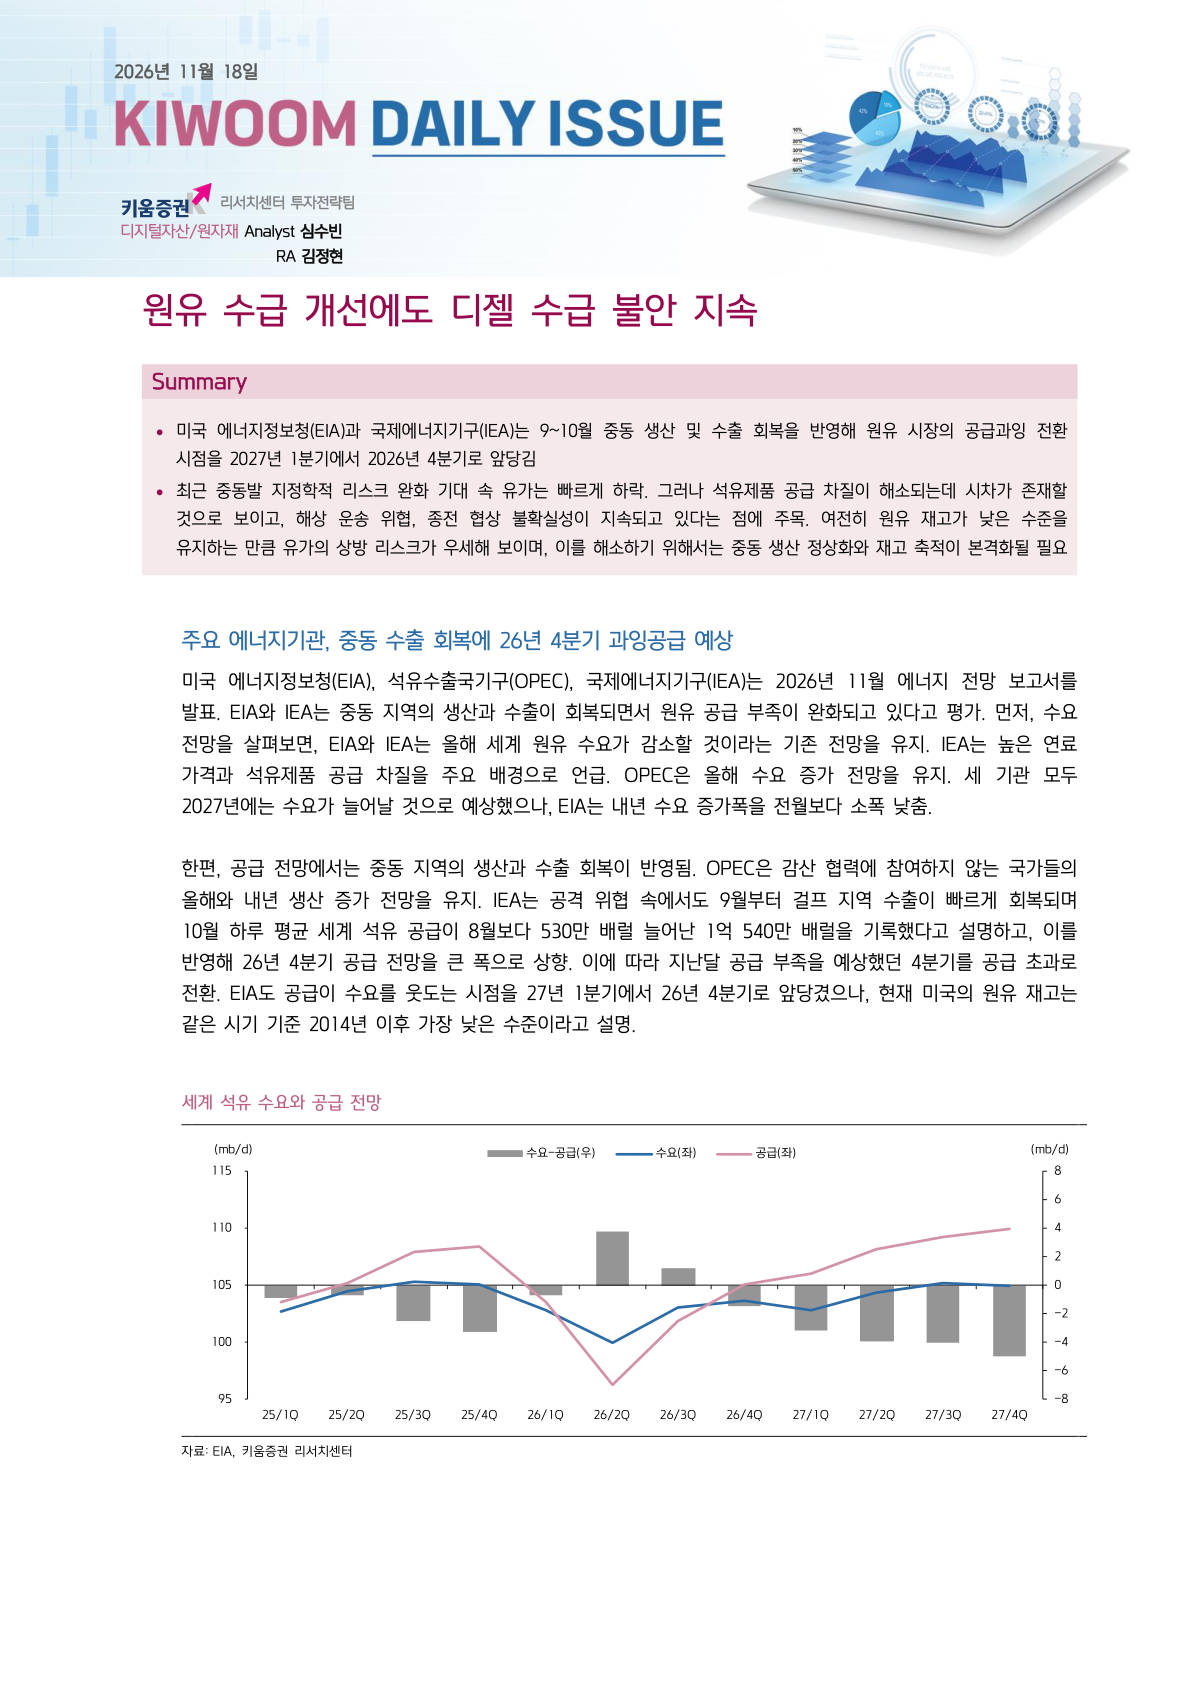 2026년 11월 18일
KIWOOM DAILY ISSUE
키움증권 리서치센터 투자전략팀
디지털자산/원자재 Analyst 심수빈
RA 김정현
원유 수급 개선에도 디젤 수급 불안 지속
Summary
• 미국 에너지정보청(EIA)과 국제에너지기구(IEA)는 9~10월 중동 생산 및 수출 회복을 반영해 원유 시장의 공급과잉 전환
시점을 2027년 1분기에서 2026년 4분기로 앞당김
• 최근 중동발 지정학적 리스크 완화 기대 속 유가는 빠르게 하락. 그러나 석유제품 공급 차질이 해소되는데 시차가 존재할
것으로 보이고, 해상 운송 위협, 종전 협상 불확실성이 지속되고 있다는 점에 주목. 여전히 원유 재고가 낮은 수준을
유지하는 만큼 유가의 상방 리스크가 우세해 보이며, 이를 해소하기 위해서는 중동 생산 정상화와 재고 축적이 본격화될 필요
주요 에너지기관, 중동 수출 회복에 26년 4분기 과잉공급 예상
미국 에너지정보청(EIA), 석유수출국기구(OPEC), 국제에너지기구(IEA)는 2026년 11월 에너지 전망 보고서를
발표. EIA와 IEA는 중동 지역의 생산과 수출이 회복되면서 원유 공급 부족이 완화되고 있다고 평가. 먼저, 수요
전망을 살펴보면, EIA와 IEA는 올해 세계 원유 수요가 감소할 것이라는 기존 전망을 유지. IEA는 높은 연료
가격과 석유제품 공급 차질을 주요 배경으로 언급. OPEC은 올해 수요 증가 전망을 유지. 세 기관 모두
2027년에는 수요가 늘어날 것으로 예상했으나, EIA는 내년 수요 증가폭을 전월보다 소폭 낮춤.
한편, 공급 전망에서는 중동 지역의 생산과 수출 회복이 반영됨. OPEC은 감산 협력에 참여하지 않는 국가들의
올해와 내년 생산 증가 전망을 유지. IEA는 공격 위협 속에서도 9월부터 걸프 지역 수출이 빠르게 회복되며
10월 하루 평균 세계 석유 공급이 8월보다 530만 배럴 늘어난 1억 540만 배럴을 기록했다고 설명하고, 이를
반영해 26년 4분기 공급 전망을 큰 폭으로 상향. 이에 따라 지난달 공급 부족을 예상했던 4분기를 공급 초과로
전환. EIA도 공급이 수요를 웃도는 시점을 27년 1분기에서 26년 4분기로 앞당겼으나, 현재 미국의 원유 재고는
같은 시기 기준 2014년 이후 가장 낮은 수준이라고 설명.
세계 석유 수요와 공급 전망
(mb/d) 수요-공급(우) 수요(좌) 공급(좌) (mb/d)
115 8
6
110 4
2
105 0
-2
100 -4
-6
95 -8
25/1Q 25/2Q 25/3Q 25/4Q 26/1Q 26/2Q 26/3Q 26/4Q 27/1Q 27/2Q 27/3Q 27/4Q
자료: EIA, 키움증권 리서치센터